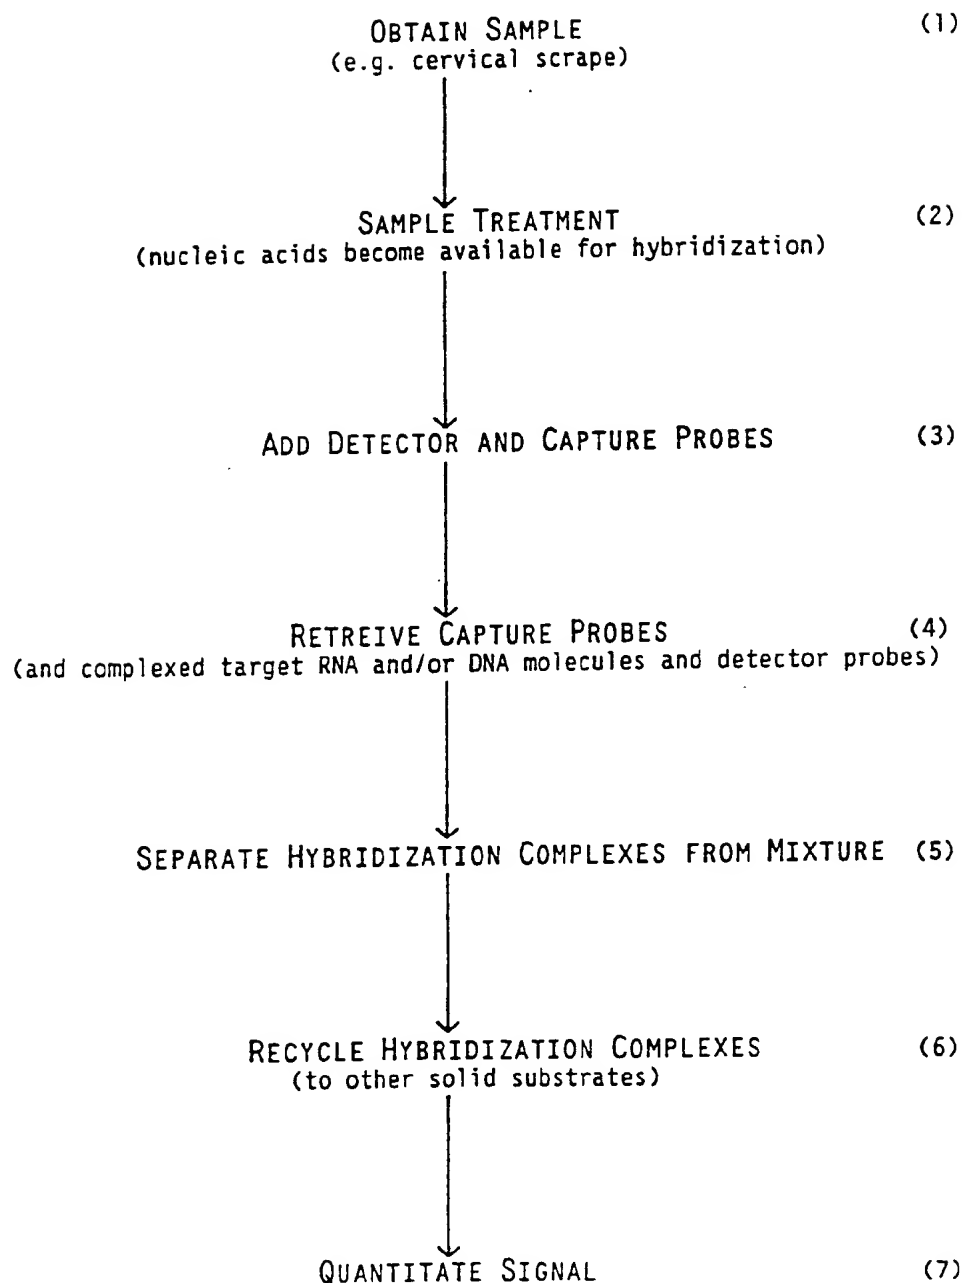 OBTAIN SAMPLE (1)
(e.g. cervical scrape)
SAMPLE TREATMENT (2)
(nucleic acids become available for hybridization)
ADD DETECTOR AND CAPTURE PROBES (3)
RETREIVE CAPTURE PROBES (4)
(and complexed target RNA and/or DNA molecules and detector probes)
SEPARATE HYBRIDIZATION COMPLEXES FROM MIXTURE (5)
RECYCLE HYBRIDIZATION COMPLEXES (6)
(to other solid substrates)
QUANTITATE SIGNAL (7)